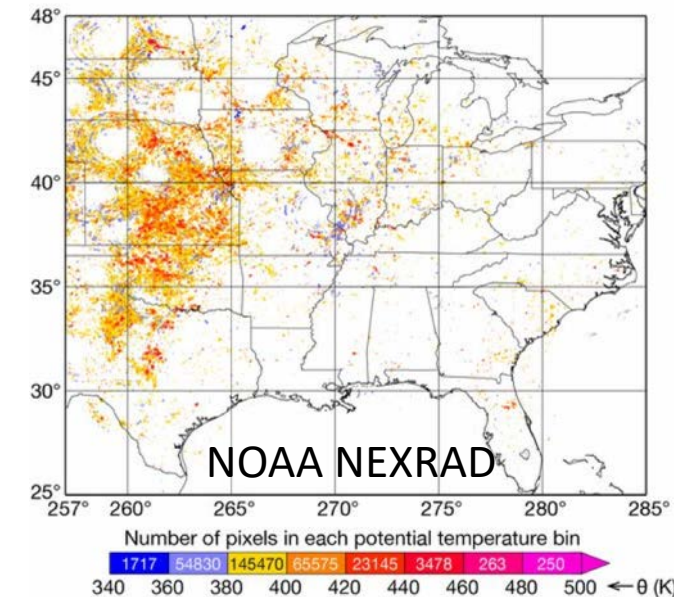 48°
45°
40°
35°
30°
25°
NOAA NEXRAD
257° 260° 265° 270° 275° 280° 285°
Number of pixels in each potential temperature bin
1717 54830 145470 65575 23145 3478 263 250
340 360 380 400 420 440 460 480 500 ← θ (K)